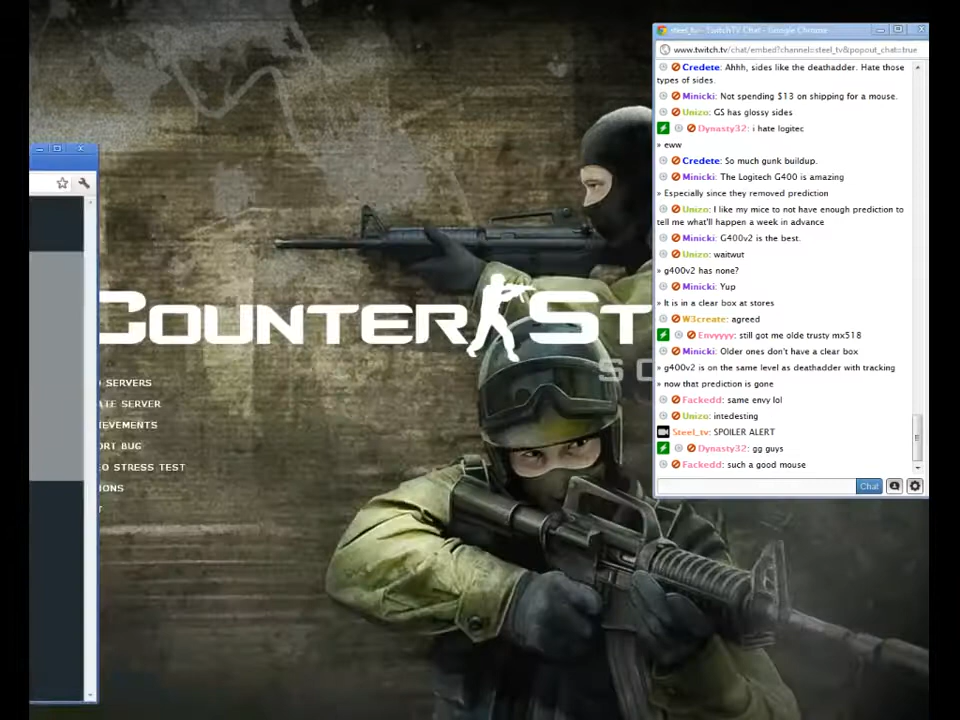 steel_tv - TwitchTV Chat - Google Chrome
www.twitch.tv/chat/embed?channel=steel_tv&popout_chat=true
Credete: Ahhh, sides like the deathadder. Hate those
types of sides.
Minicki: Not spending $13 on shipping for a mouse.
Unizo: GS has glossy sides
Dynasty32: i hate logitec
» eww
Credete: So much gunk buildup.
Minicki: The Logitech G400 is amazing
» Especially since they removed prediction
Unizo: I like my mice to not have enough prediction to
tell me what'll happen a week in advance
Minicki: G400v2 is the best.
Unizo: waitwut
» g400v2 has none?
Minicki: Yup
» It is in a clear box at stores
W3create: agreed
Envyyyy: still got me olde trusty mx518
Minicki: Older ones don't have a clear box
» g400v2 is on the same level as deathadder with tracking
» now that prediction is gone
Fackedd: same envy lol
Unizo: intedesting
Steel_tv: SPOILER ALERT
Dynasty32: gg guys
Fackedd: such a good mouse
Chat
COUNTER ST
SO
D SERVERS
ATE SERVER
IEVEMENTS
ORT BUG
O STRESS TEST
IONS
T